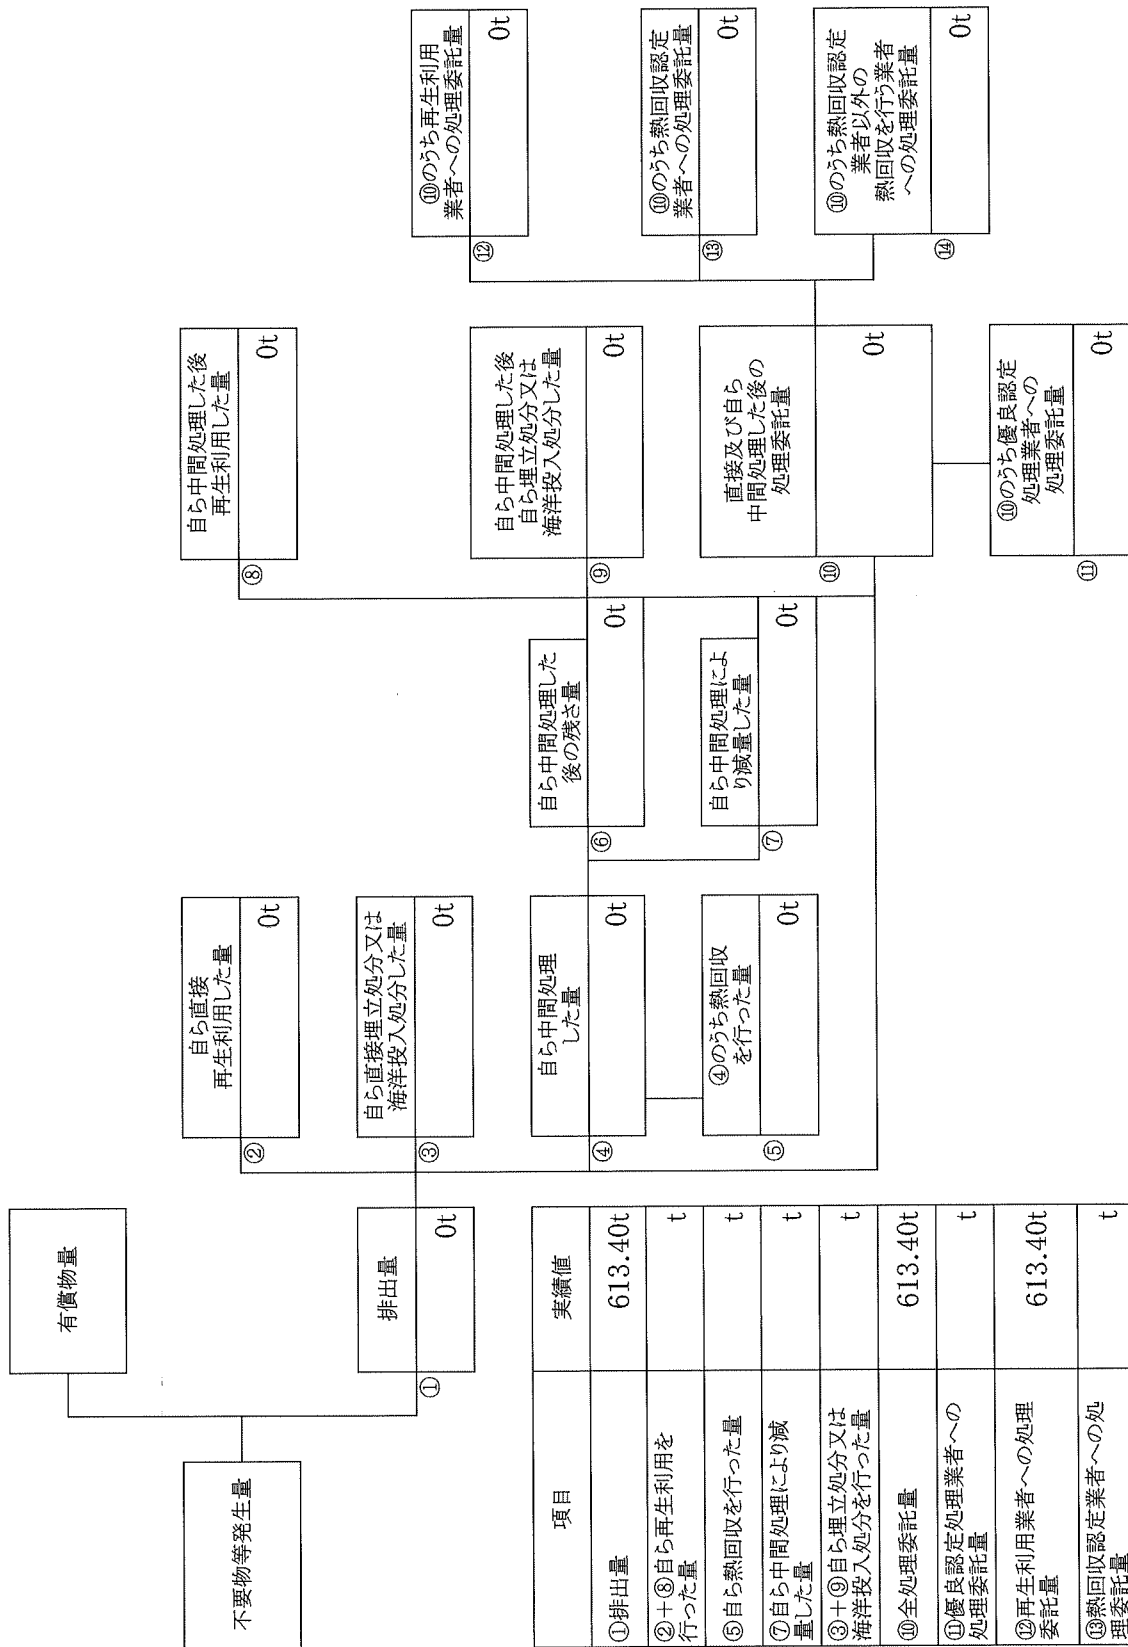 不要物等発生量
有償物量
排出量
①
0t
自ら直接
再生利用した量
②
0t
自ら直接埋立処分又は
海洋投入処分した量
③
0t
自ら中間処理
した量
④
0t
④のうち熱回収
を行った量
⑤
0t
自ら中間処理した
後の残さ量
⑥
0t
自ら中間処理によ
り減量した量
⑦
0t
自ら中間処理した後
再生利用した量
⑧
0t
自ら中間処理した後
自ら埋立処分又は
海洋投入処分した量
⑨
0t
直接及び自ら
中間処理した後の
処理委託量
⑩
0t
⑩のうち優良認定
処理業者への
処理委託量
⑪
0t
⑩のうち再生利用
業者への処理委託量
⑫
0t
⑩のうち熱回収認定
業者への処理委託量
⑬
0t
⑩のうち熱回収認定
業者以外の
熱回収を行う業者
への処理委託量
⑭
0t
項目 実績値
①排出量 613.40t
②+⑧自ら再生利用を
行った量 t
⑤自ら熱回収を行った量 t
⑦自ら中間処理により減
量した量 t
③+⑨自ら埋立処分又は
海洋投入処分を行った量 t
⑩全処理委託量 613.40t
⑪優良認定処理業者への
処理委託量 t
⑫再生利用業者への処理
委託量 613.40t
⑬熱回収認定業者への処
理委託量 t